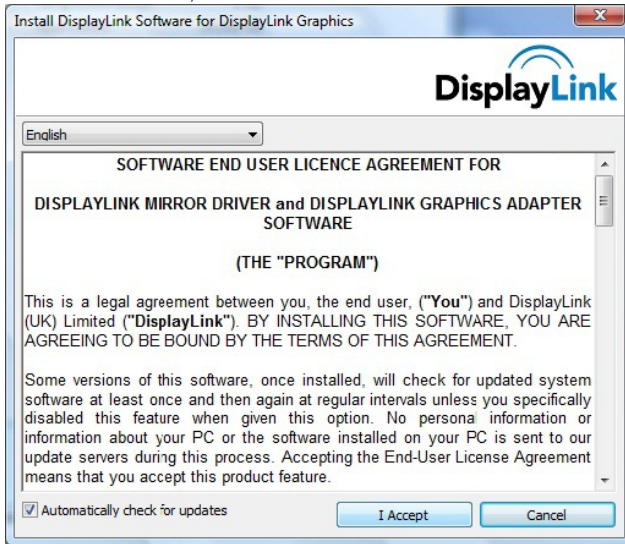 Install DisplayLink Software for DisplayLink Graphics
DisplayLink
English
SOFTWARE END USER LICENCE AGREEMENT FOR
DISPLAYLINK MIRROR DRIVER and DISPLAYLINK GRAPHICS ADAPTER
SOFTWARE
(THE "PROGRAM")
This is a legal agreement between you, the end user, ("You") and DisplayLink
(UK) Limited ("DisplayLink"). BY INSTALLING THIS SOFTWARE, YOU ARE
AGREEING TO BE BOUND BY THE TERMS OF THIS AGREEMENT.
Some versions of this software, once installed, will check for updated system
software at least once and then again at regular intervals unless you specifically
disabled this feature when given this option. No personal information or
information about your PC or the software installed on your PC is sent to our
update servers during this process. Accepting the End-User License Agreement
means that you accept this product feature.
Automatically check for updates
I Accept
Cancel